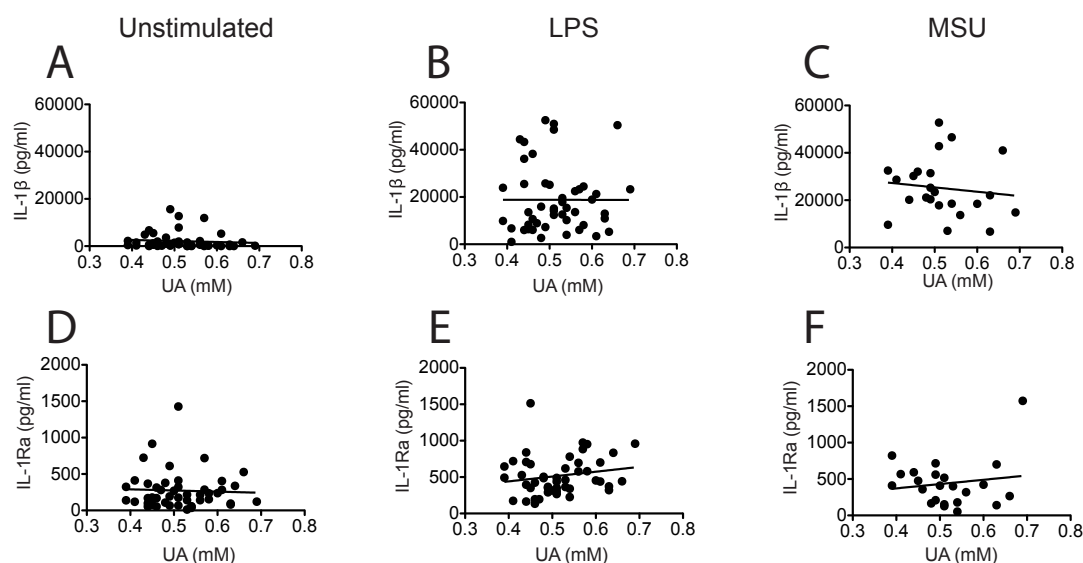 Unstimulated
LPS
MSU
A
B
C
60000
40000
20000
0
IL-1β (pg/ml)
0.3 0.4 0.5 0.6 0.7 0.8
UA (mM)
60000
40000
20000
0
IL-1β (pg/ml)
0.3 0.4 0.5 0.6 0.7 0.8
UA (mM)
60000
40000
20000
0
IL-1β (pg/ml)
0.3 0.4 0.5 0.6 0.7 0.8
UA (mM)
D
E
F
2000
1500
1000
500
0
IL-1Ra (pg/ml)
0.3 0.4 0.5 0.6 0.7 0.8
UA (mM)
2000
1500
1000
500
0
IL-1Ra (pg/ml)
0.3 0.4 0.5 0.6 0.7 0.8
UA (mM)
2000
1500
1000
500
0
IL-1Ra (pg/ml)
0.3 0.4 0.5 0.6 0.7 0.8
UA (mM)